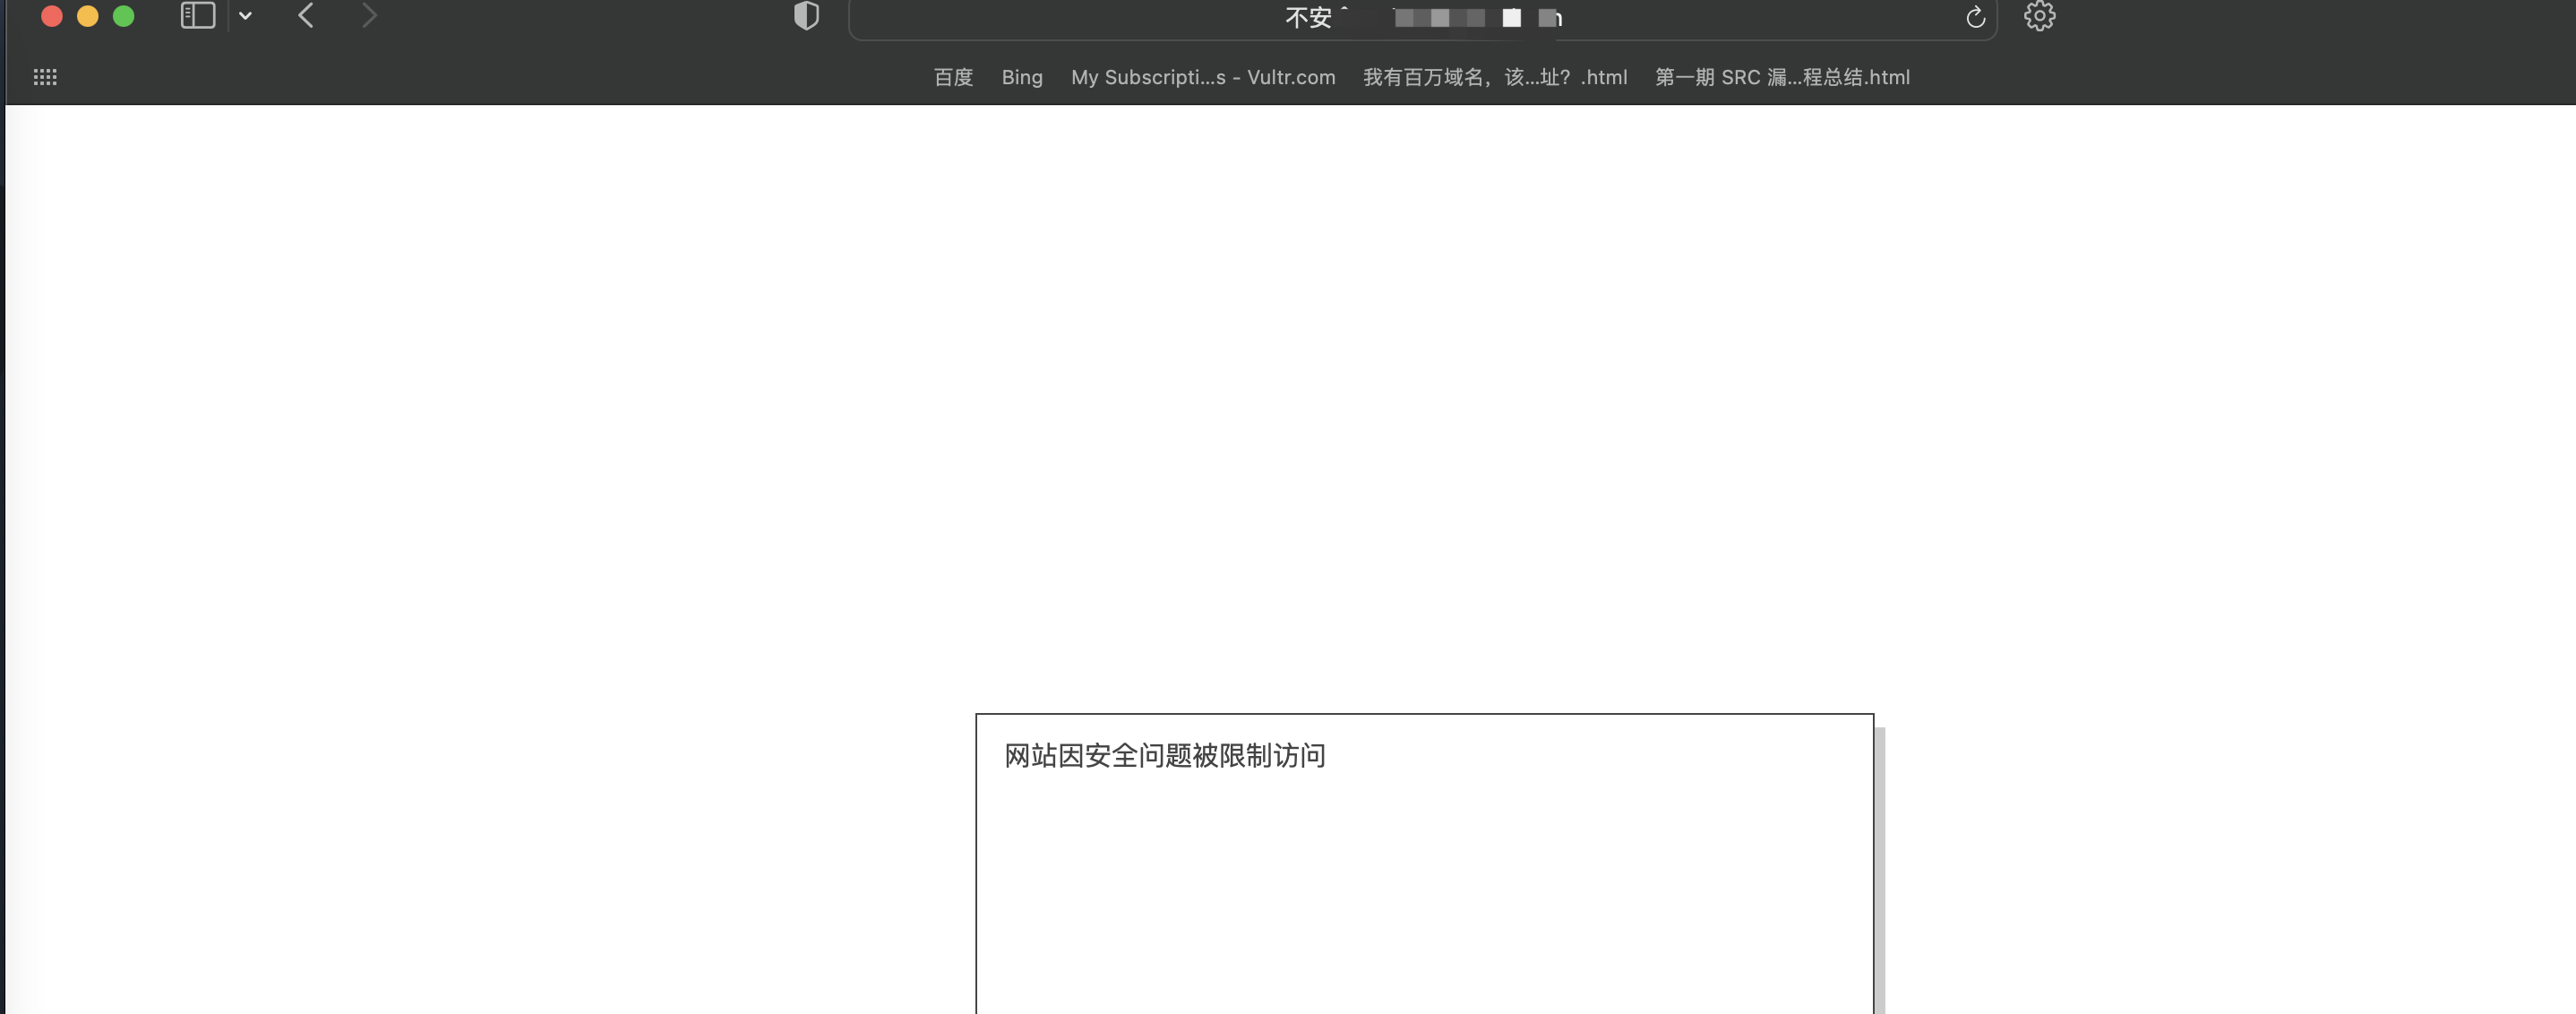 不安
百度 Bing My Subscripti...s - Vultr.com 我有百万域名，该...址？.html 第一期 SRC 漏...程总结.html
网站因安全问题被限制访问